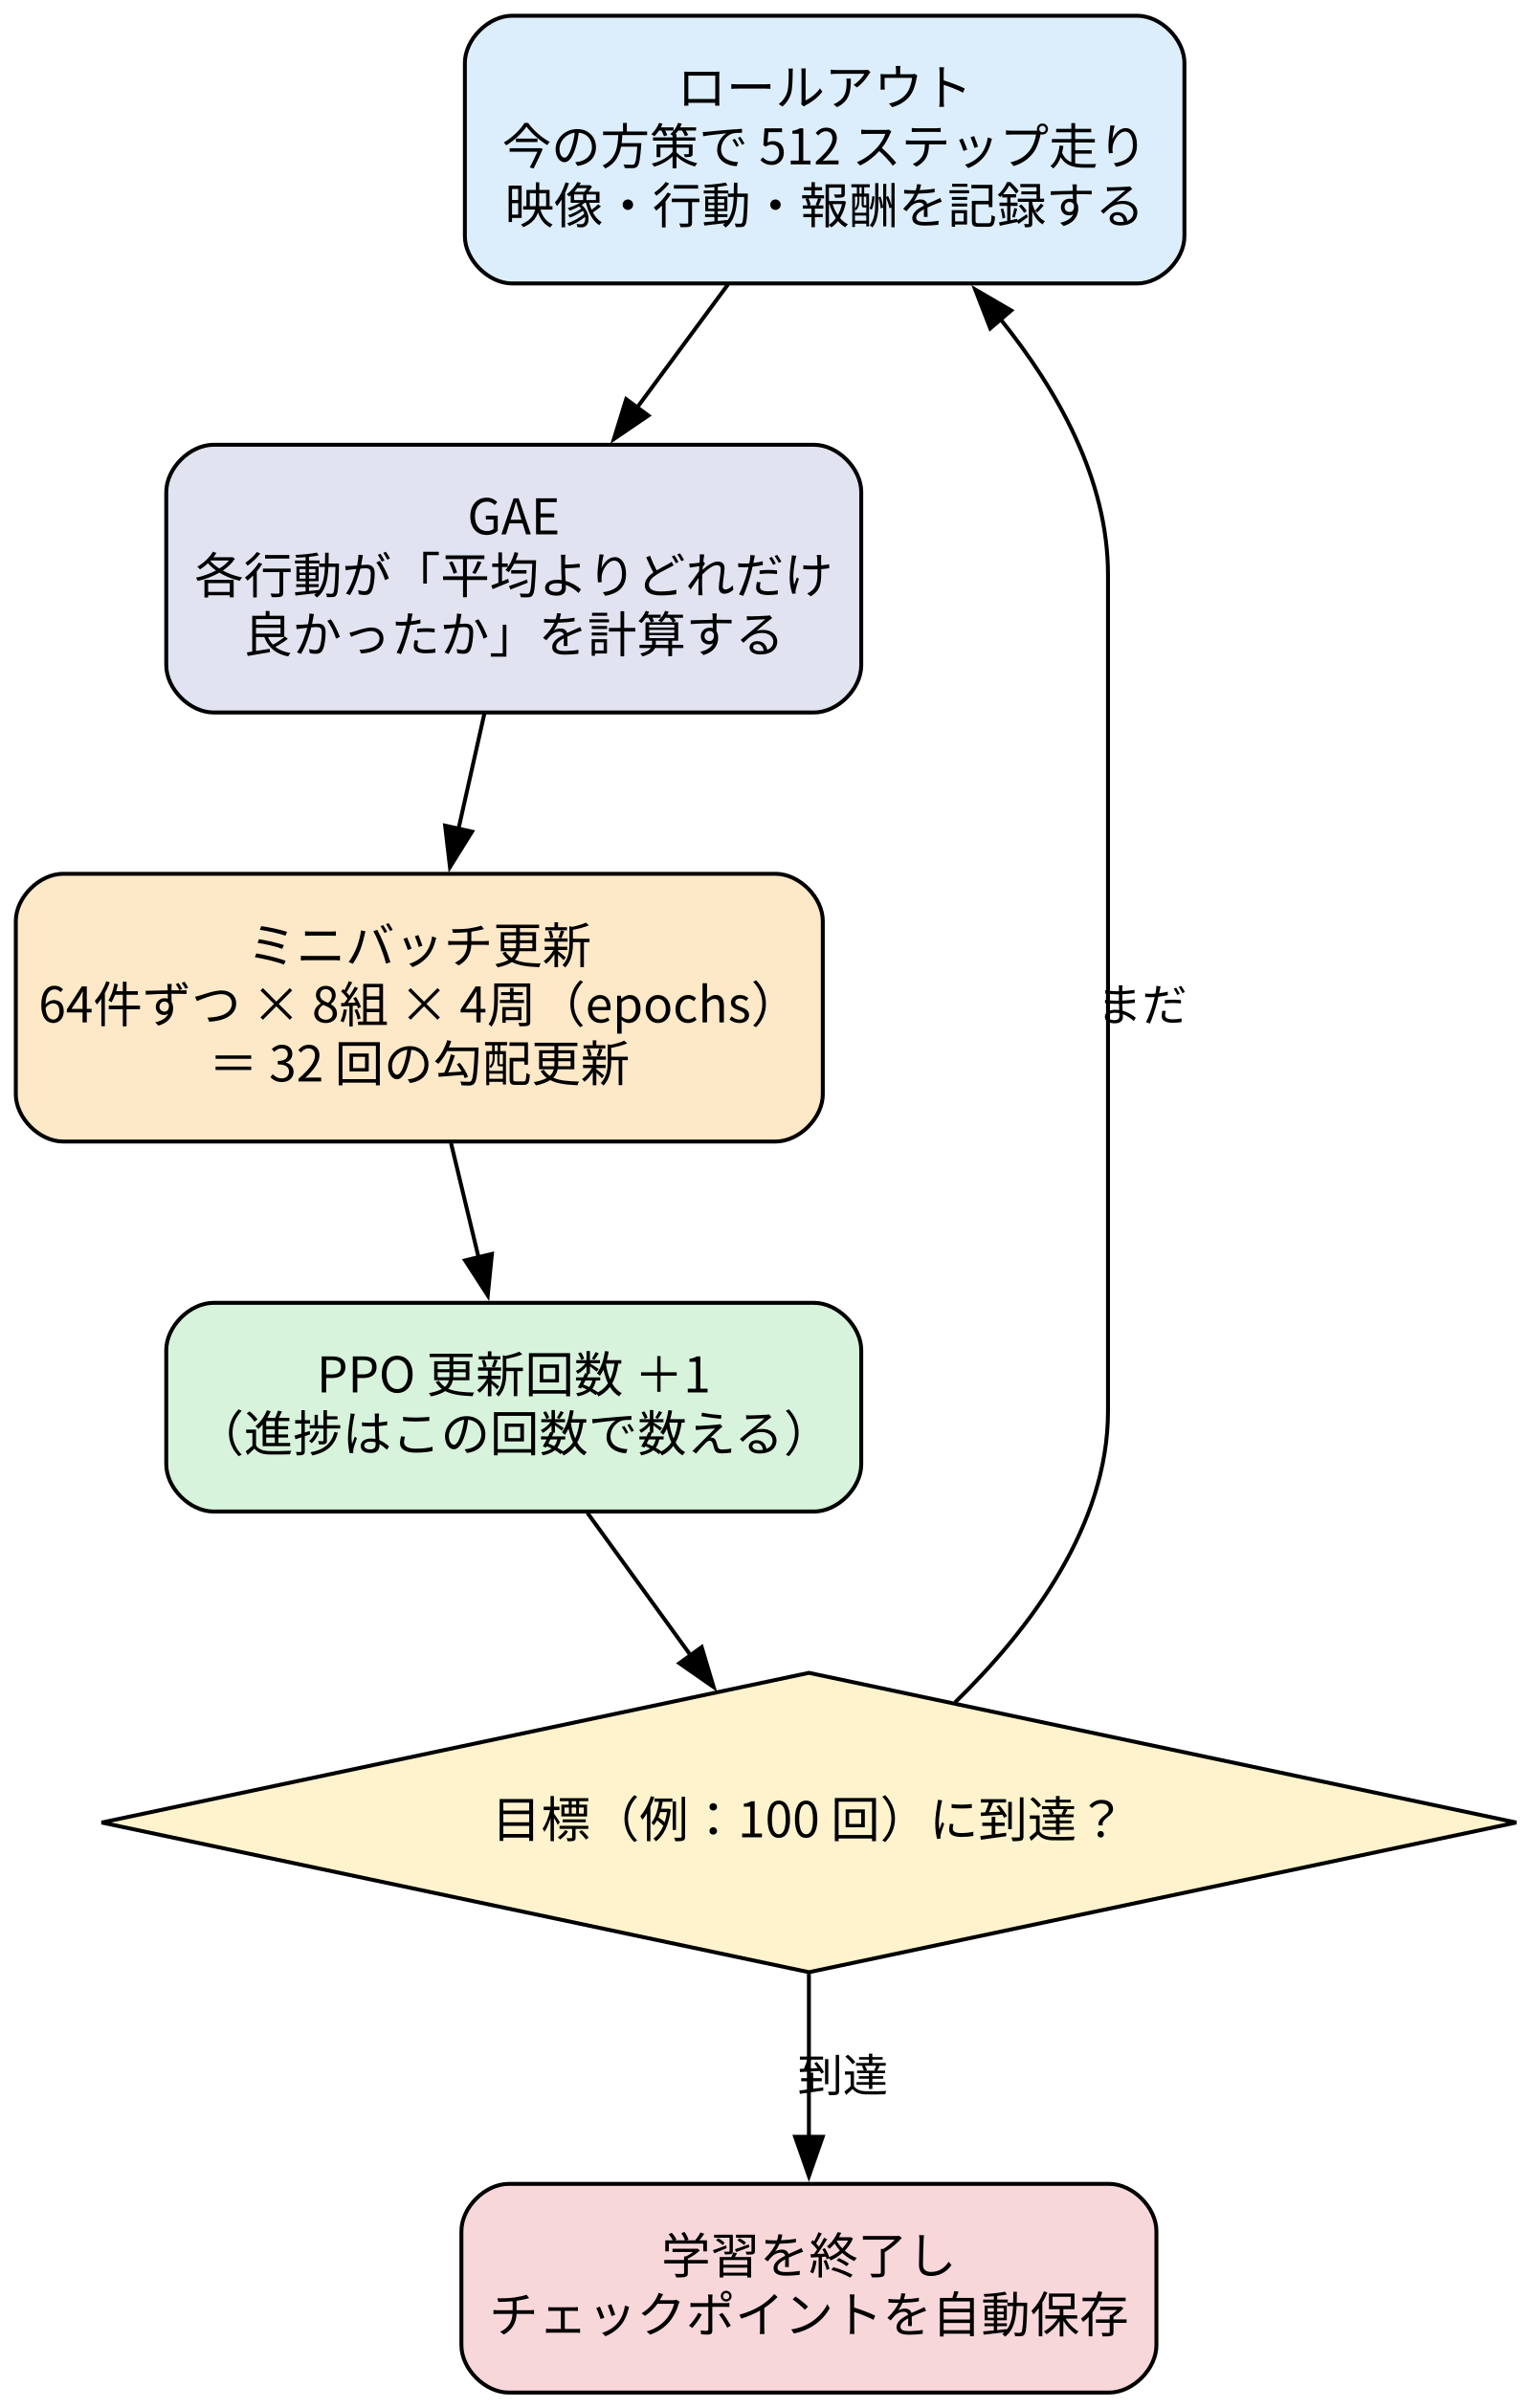 ロールアウト
今の方策で 512 ステップ走り
映像・行動・報酬を記録する
GAE
各行動が「平均よりどれだけ
良かったか」を計算する
ミニバッチ更新
64件ずつ × 8組 × 4周（epochs）
＝ 32 回の勾配更新
まだ
PPO 更新回数 ＋1
（進捗はこの回数で数える）
目標（例：100 回）に到達？
到達
学習を終了し
チェックポイントを自動保存